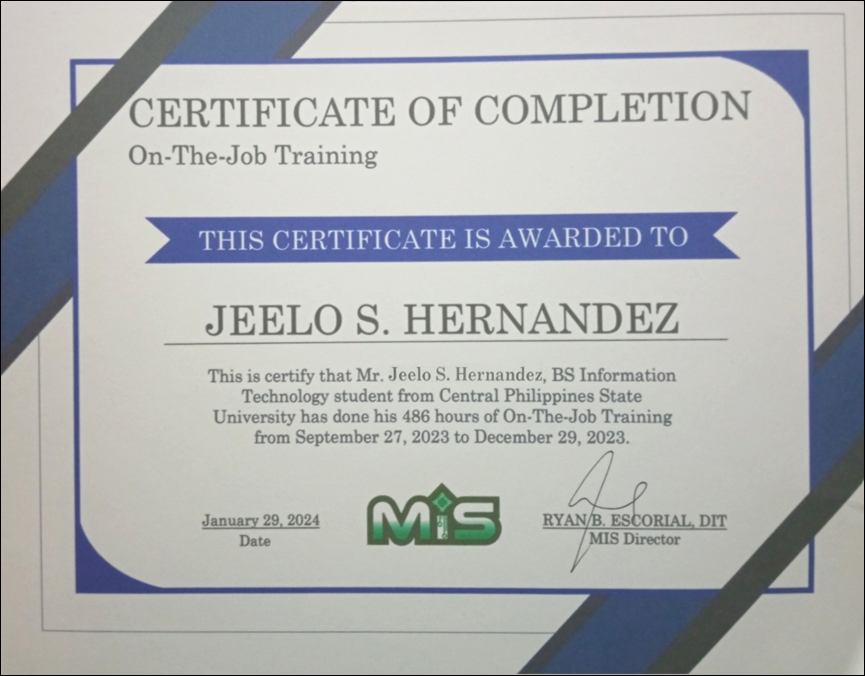 CERTIFICATE OF COMPLETION
On-The-Job Training
THIS CERTIFICATE IS AWARDED TO
JEELO S. HERNANDEZ
This is certify that Mr. Jeelo S. Hernandez, BS Information
Technology student from Central Philippines State
University has done his 486 hours of On-The-Job Training
from September 27, 2023 to December 29, 2023.
January 29, 2024
Date
MiS
RYAN B. ESCORIAL, DIT
MIS Director